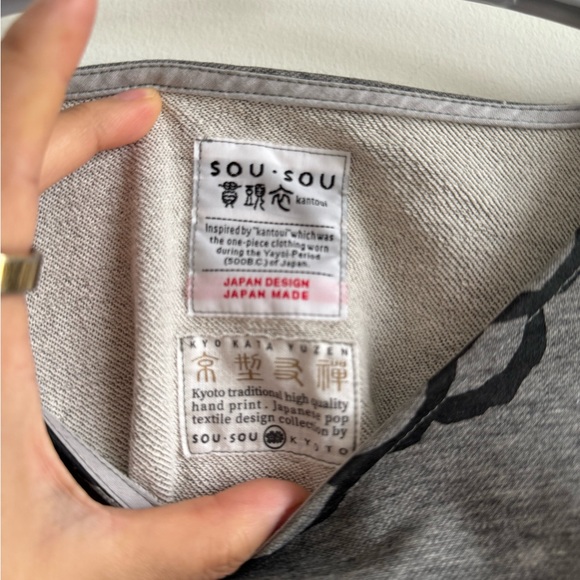 SOU・SOU
貫頭衣 kantoui
Inspired by "kantoui" which was
the one-piece clothing worn
during the Yayoi-Period
(500B.C.) of Japan.
JAPAN DESIGN
JAPAN MADE
KYO KATA YUZEN
京型友禅
Kyoto traditional high quality
hand print. Japanese pop
textile design collection by
SOU・SOU KYOTO